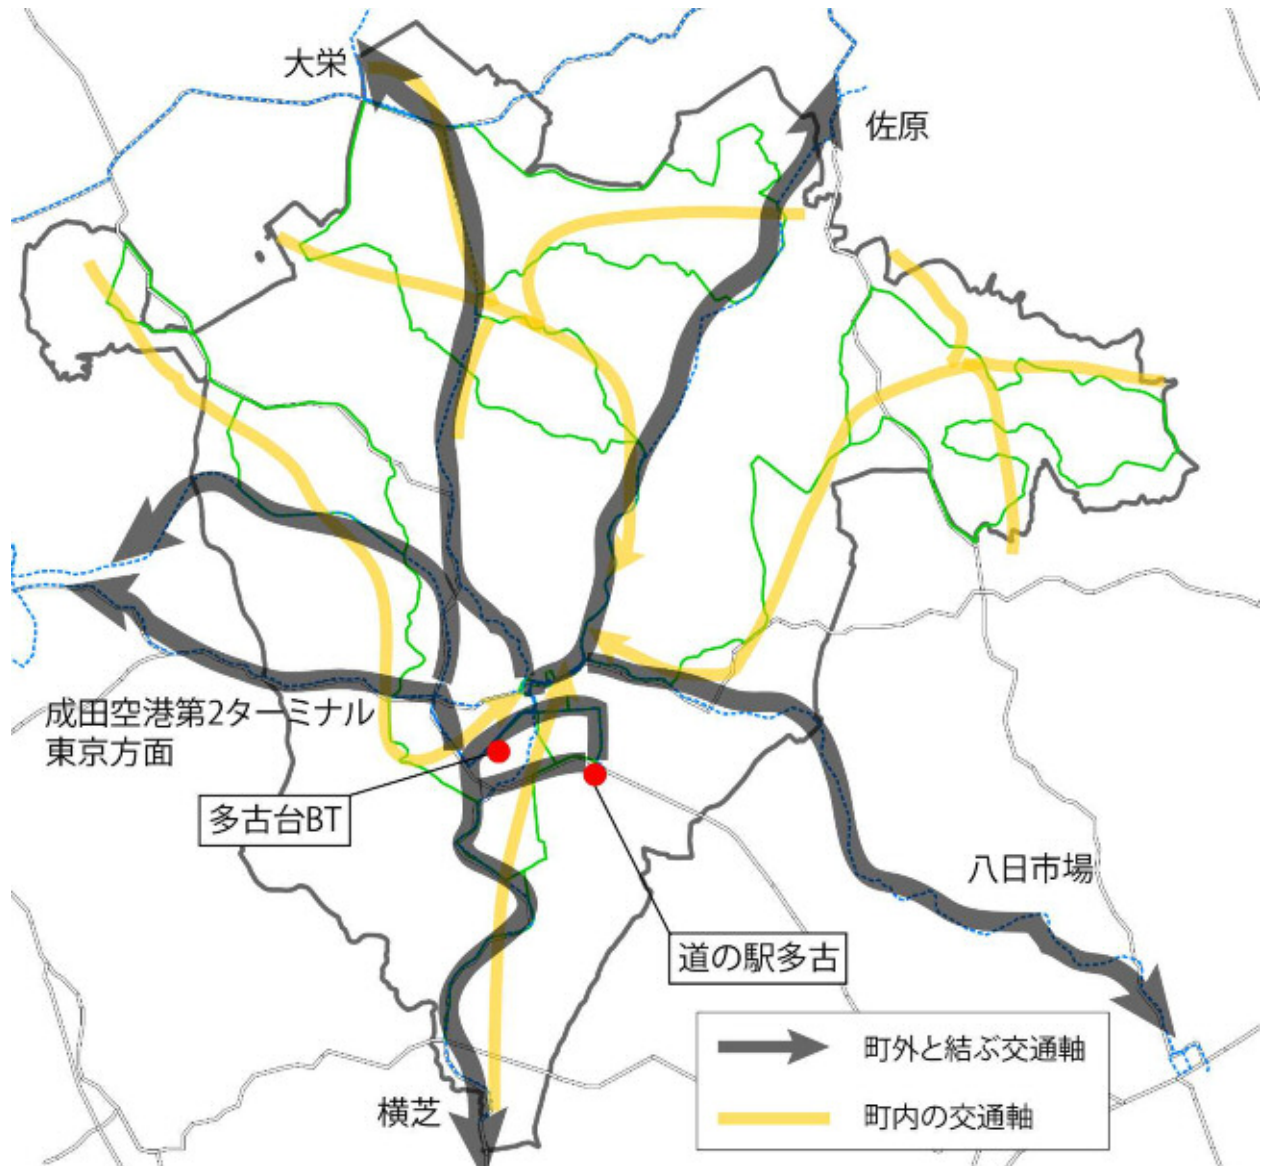 大栄
佐原
成田空港第2ターミナル
東京方面
多古台BT
八日市場
道の駅多古
町外と結ぶ交通軸
町内の交通軸
横芝